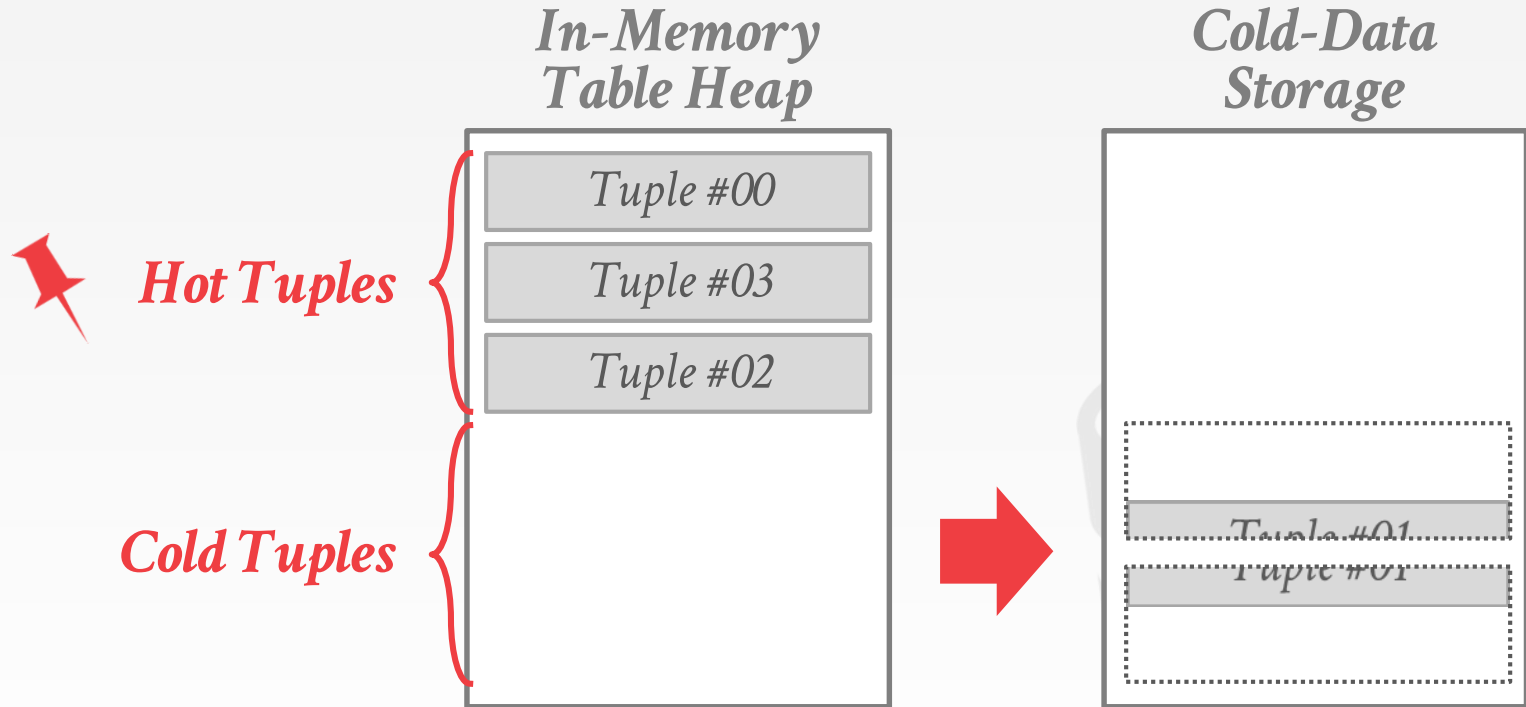 In-Memory
Table Heap
Cold-Data
Storage
Tuple #00
Hot Tuples
Tuple #03
Tuple #02
Cold Tuples
Tuple #01
Tuple #01